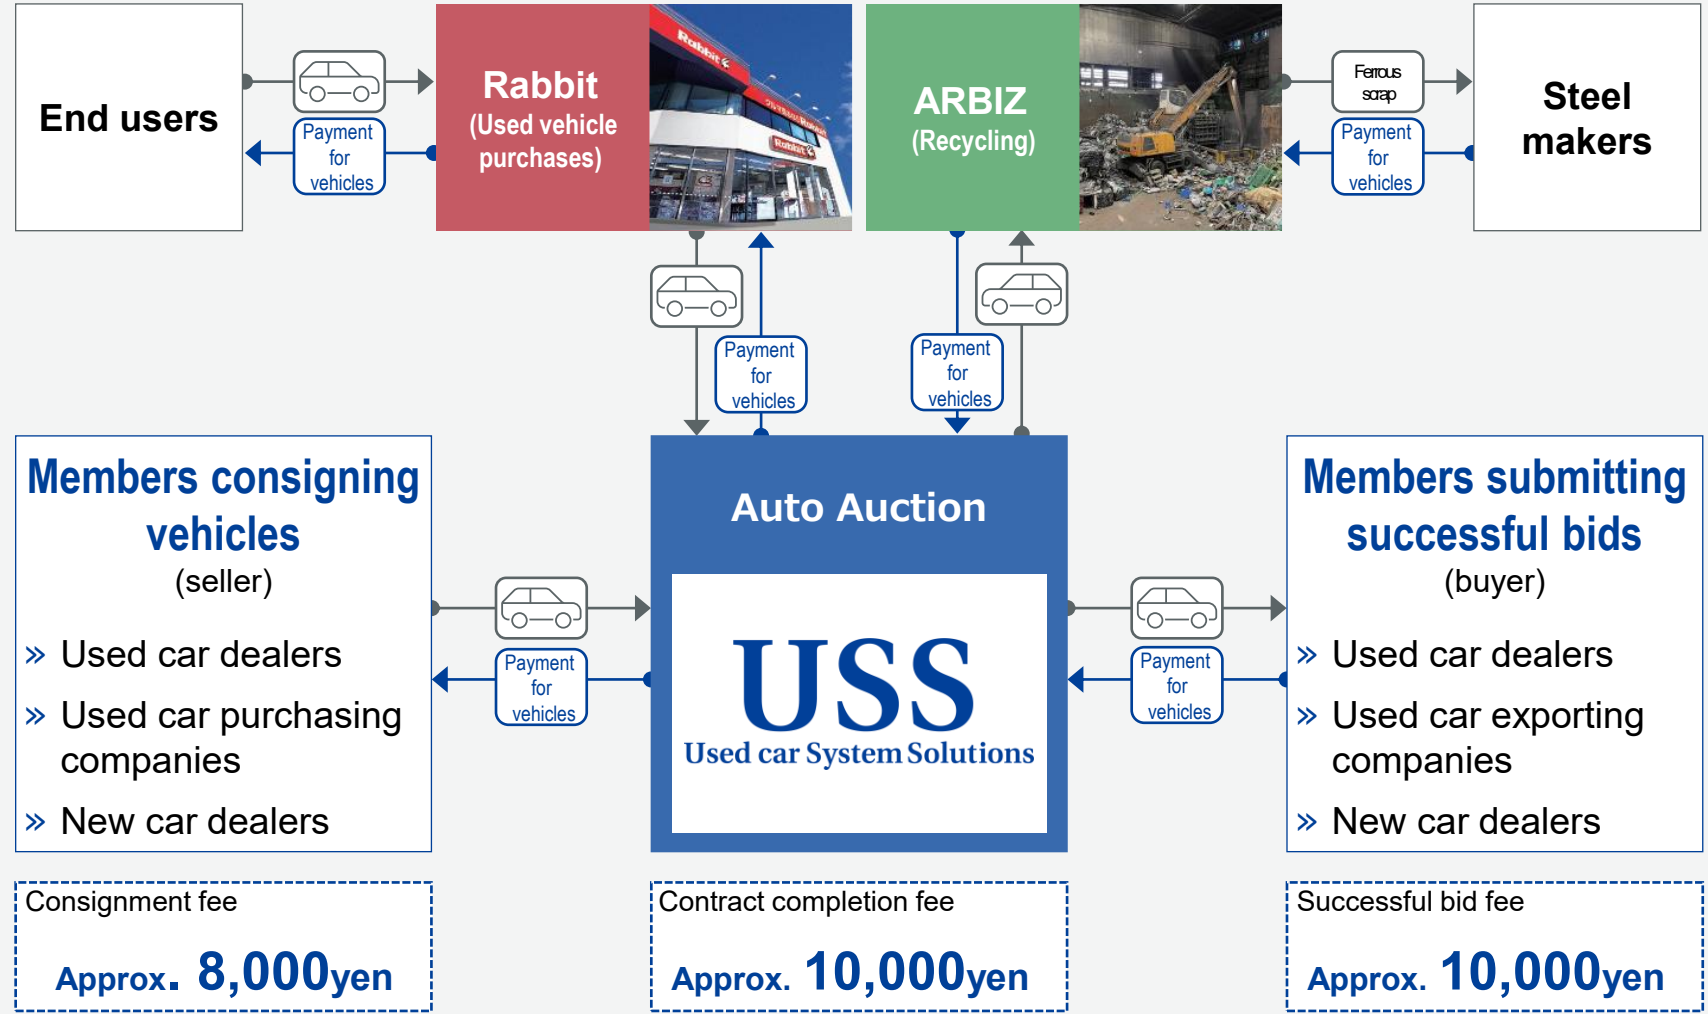 End users
Payment
for
vehicles
Rabbit
(Used vehicle
purchases)
Rabbit
Rabbit
Rabbit
ARBIZ
(Recycling)
Ferrous
scrap
Payment
for
vehicles
Steel
makers
Payment
for
vehicles
Payment
for
vehicles
Members consigning
vehicles
(seller)
» Used car dealers
» Used car purchasing
companies
» New car dealers
Payment
for
vehicles
Auto Auction
USS
Used car System Solutions
Payment
for
vehicles
Members submitting
successful bids
(buyer)
» Used car dealers
» Used car exporting
companies
» New car dealers
Consignment fee
Approx. 8,000yen
Contract completion fee
Approx. 10,000yen
Successful bid fee
Approx. 10,000yen